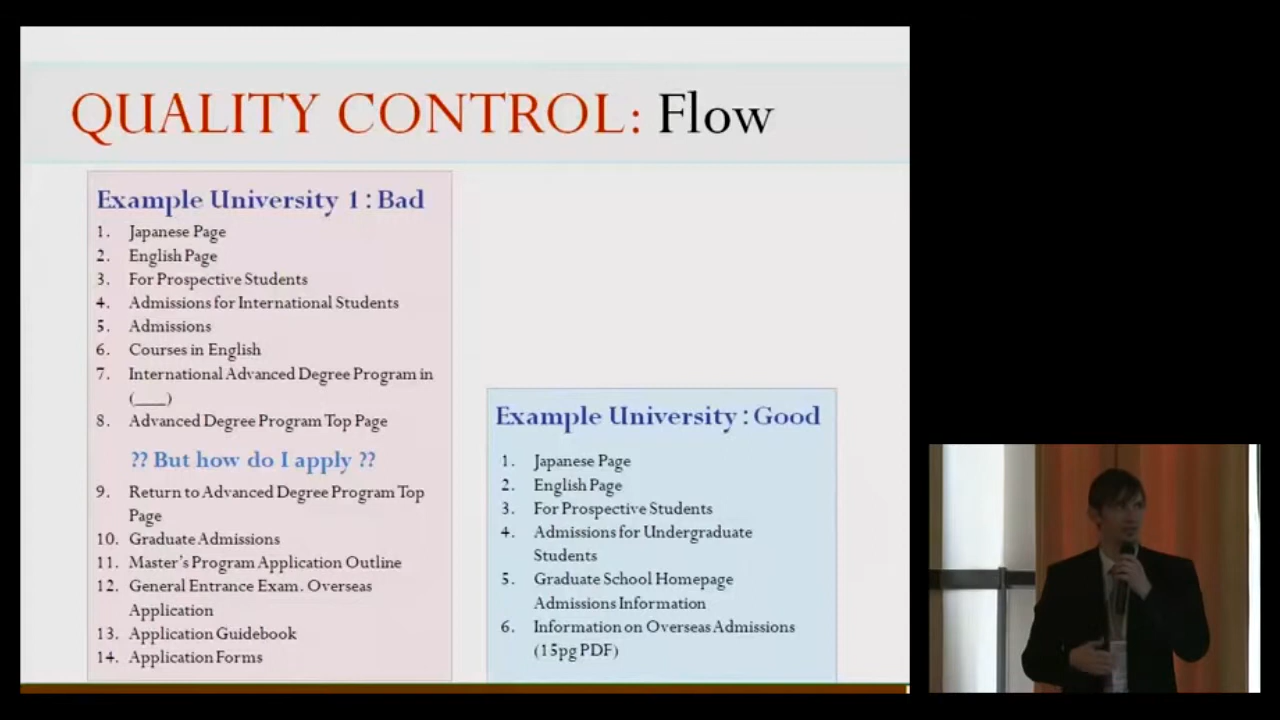 QUALITY CONTROL: Flow
Example University 1: Bad
1. Japanese Page
2. English Page
3. For Prospective Students
4. Admissions for International Students
5. Admissions
6. Courses in English
7. International Advanced Degree Program in
(___)
8. Advanced Degree Program Top Page
?? But how do I apply ??
9. Return to Advanced Degree Program Top
Page
10. Graduate Admissions
11. Master's Program Application Outline
12. General Entrance Exam. Overseas
Application
13. Application Guidebook
14. Application Forms
Example University: Good
1. Japanese Page
2. English Page
3. For Prospective Students
4. Admissions for Undergraduate
Students
5. Graduate School Homepage
Admissions Information
6. Information on Overseas Admissions
(15pg PDF)